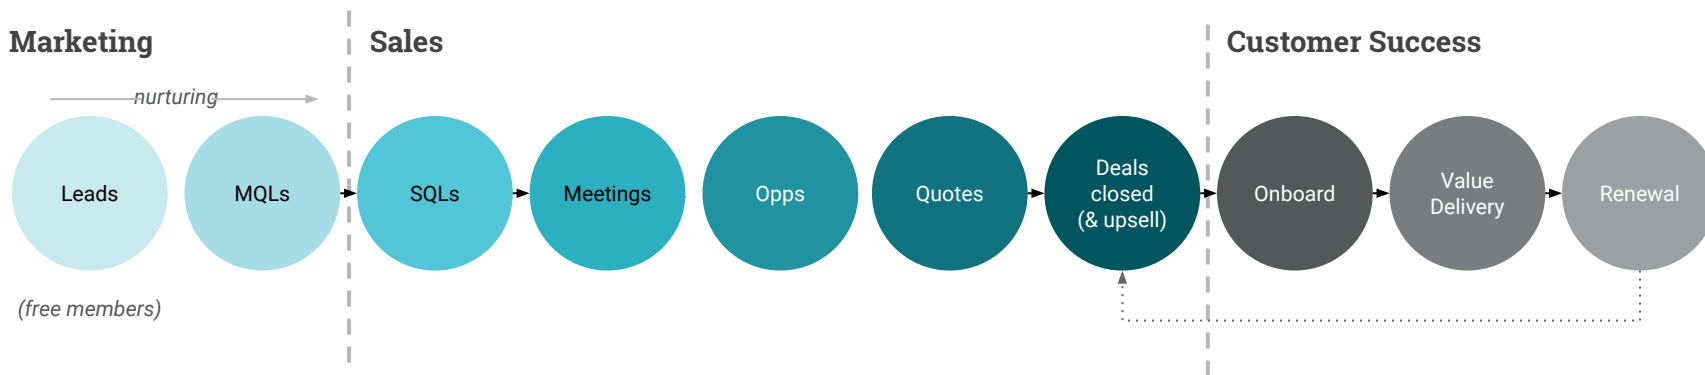 Marketing
Sales
Customer Success
nurturing
Leads
MQLs
SQLs
Meetings
Opps
Quotes
Deals
closed
(& upsell)
Onboard
Value
Delivery
Renewal
(free members)